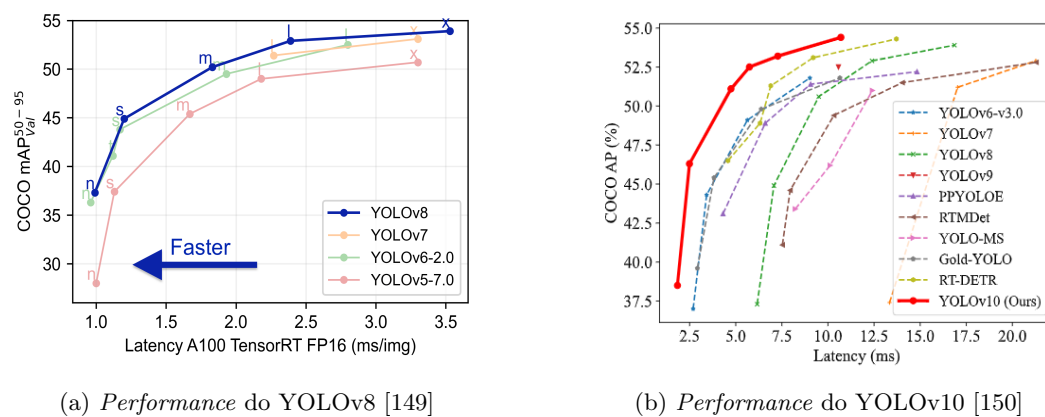 55
50
45
40
35
30
COCO mAP50−95 Val
1.0 1.5 2.0 2.5 3.0 3.5
Latency A100 TensorRT FP16 (ms/img)
n
s
m
l
x
n
s
m
l
l
x
n
s
m
l
x
Faster
YOLOv8
YOLOv7
YOLOv6-2.0
YOLOv5-7.0
(a) Performance do YOLOv8 [149]
55.0
52.5
50.0
47.5
45.0
42.5
40.0
37.5
COCO AP (%)
2.5 5.0 7.5 10.0 12.5 15.0 17.5 20.0
Latency (ms)
YOLOv6-v3.0
YOLOv7
YOLOv8
YOLOv9
PPYOLOE
RTMDet
YOLO-MS
Gold-YOLO
RT-DETR
YOLOv10 (Ours)
(b) Performance do YOLOv10 [150]